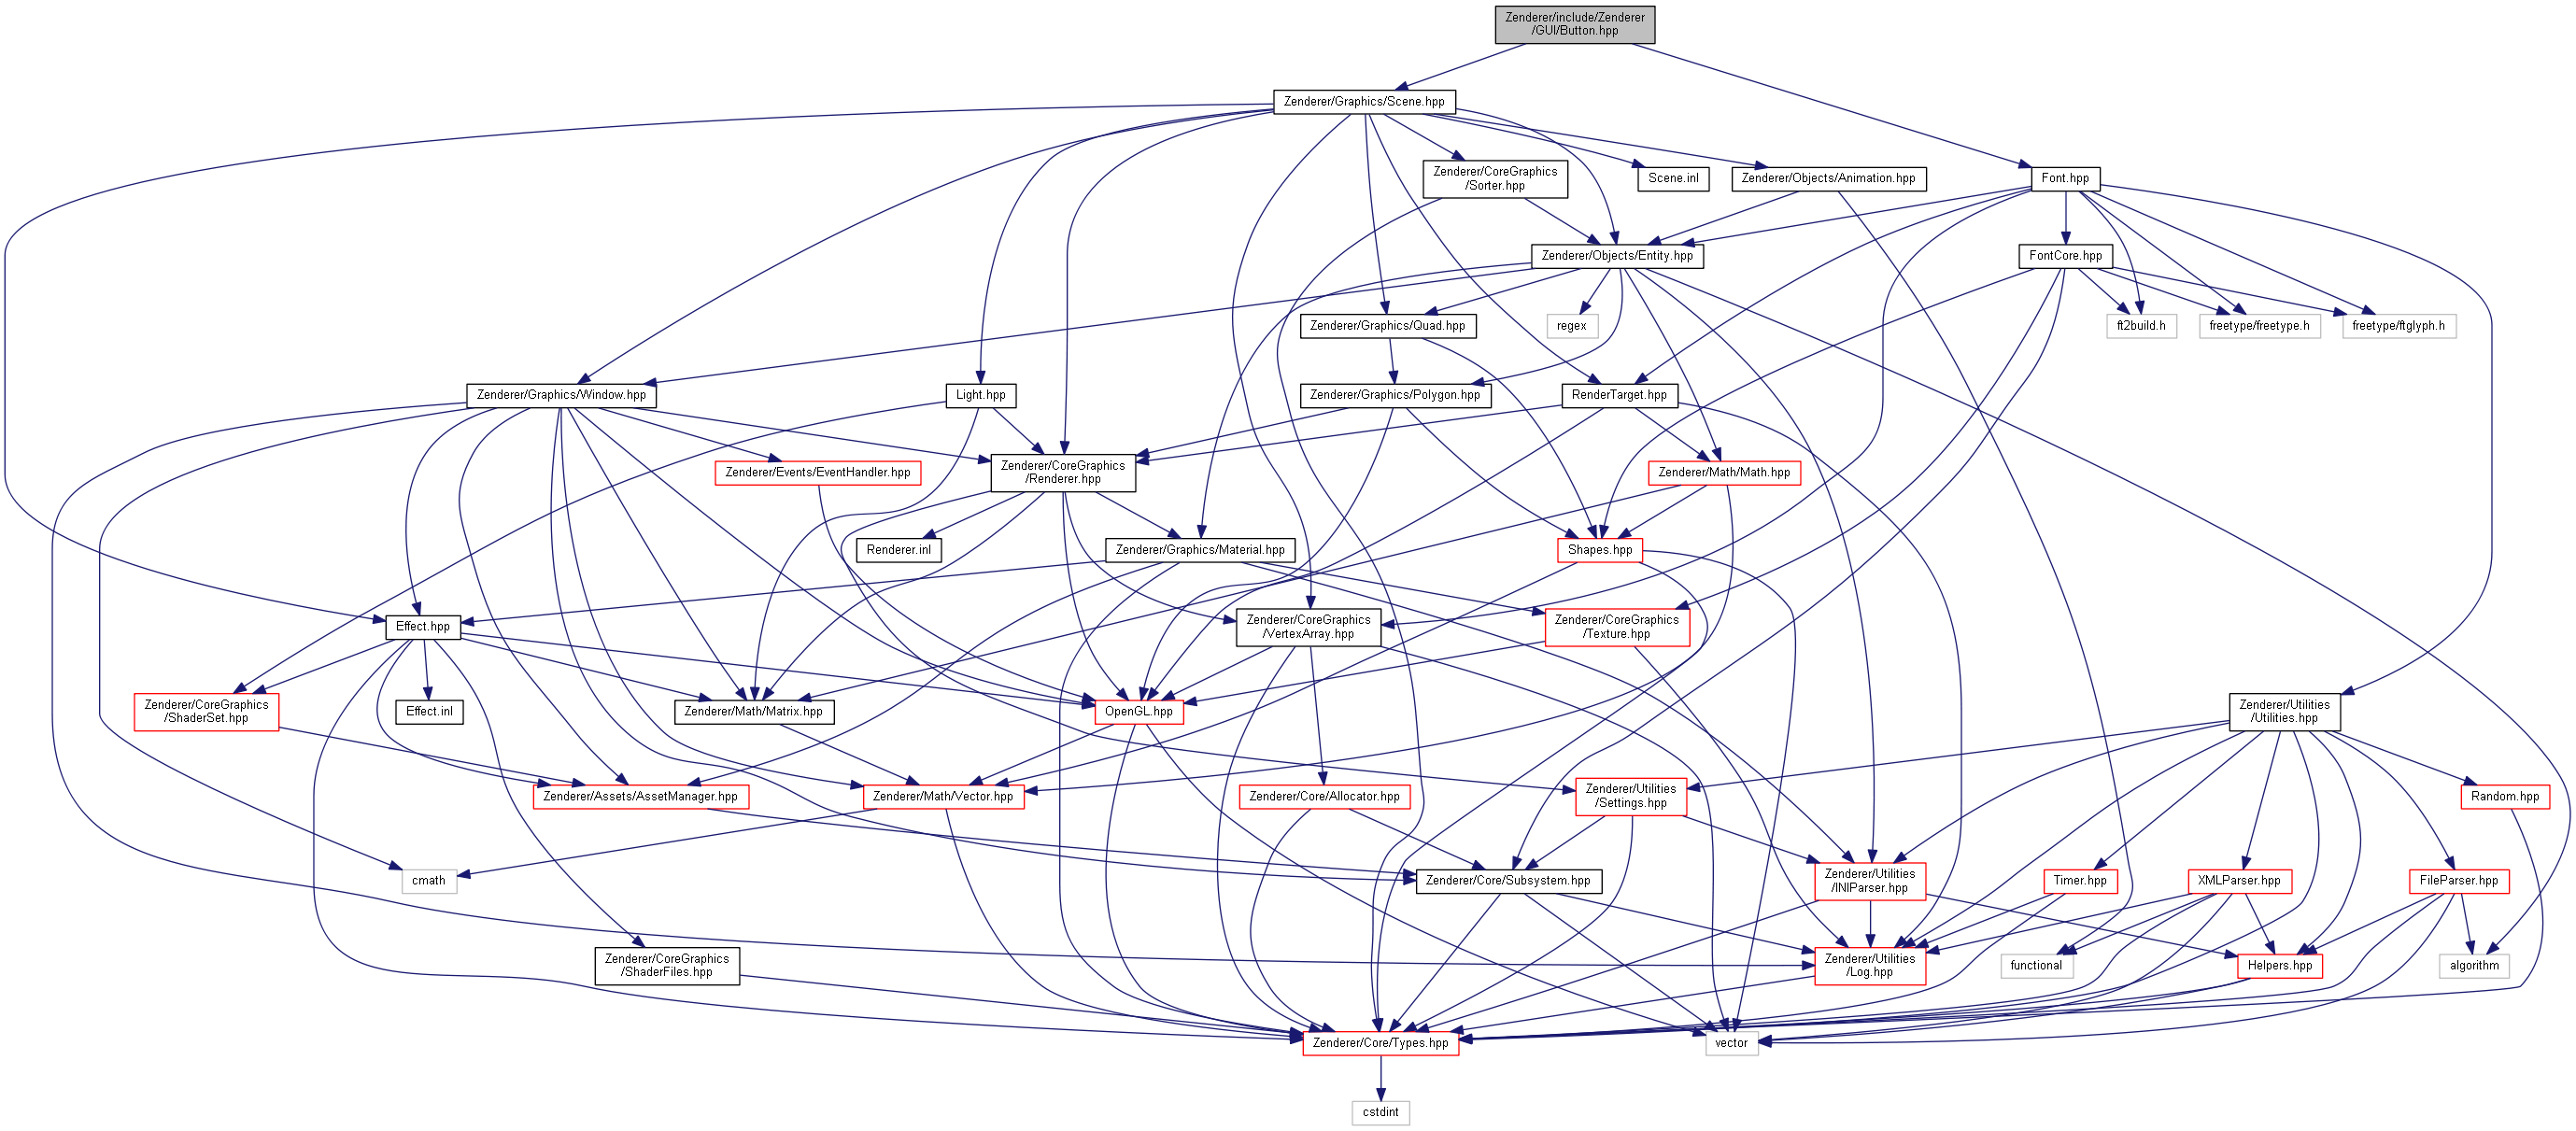 Zenderer/include/Zenderer
/GUI/Button.hpp
Zenderer/Graphics/Scene.hpp
Zenderer/CoreGraphics
/Sorter.hpp
Scene.inl
Zenderer/Objects/Animation.hpp
Font.hpp
Zenderer/Objects/Entity.hpp
FontCore.hpp
Zenderer/Graphics/Quad.hpp
regex
ft2build.h
freetype/freetype.h
freetype/ftglyph.h
Zenderer/Graphics/Window.hpp
Light.hpp
Zenderer/Graphics/Polygon.hpp
RenderTarget.hpp
Zenderer/Events/EventHandler.hpp
Zenderer/CoreGraphics
/Renderer.hpp
Zenderer/Math/Math.hpp
Renderer.inl
Zenderer/Graphics/Material.hpp
Shapes.hpp
Effect.hpp
Zenderer/CoreGraphics
/VertexArray.hpp
Zenderer/CoreGraphics
/Texture.hpp
Zenderer/CoreGraphics
/ShaderSet.hpp
Effect.inl
Zenderer/Math/Matrix.hpp
OpenGL.hpp
Zenderer/Utilities
/Utilities.hpp
Zenderer/Assets/AssetManager.hpp
Zenderer/Math/Vector.hpp
Zenderer/Core/Allocator.hpp
Zenderer/Utilities
/Settings.hpp
Random.hpp
cmath
Zenderer/Core/Subsystem.hpp
Zenderer/Utilities
/INIParser.hpp
Timer.hpp
XMLParser.hpp
FileParser.hpp
Zenderer/CoreGraphics
/ShaderFiles.hpp
Zenderer/Utilities
/Log.hpp
functional
Helpers.hpp
algorithm
Zenderer/Core/Types.hpp
vector
cstdint